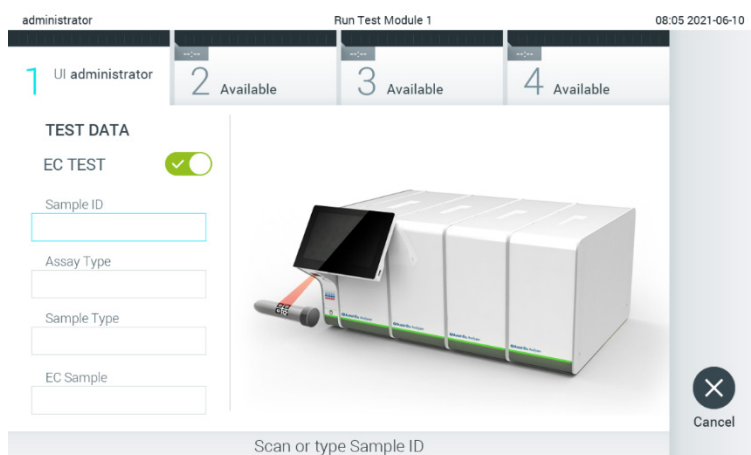 administrator
Run Test Module 1
08:05 2021-06-10
1 UI administrator
--:--
2 Available
--:--
3 Available
--:--
4 Available
TEST DATA
EC TEST
Sample ID
Assay Type
Sample Type
EC Sample
Cancel
Scan or type Sample ID